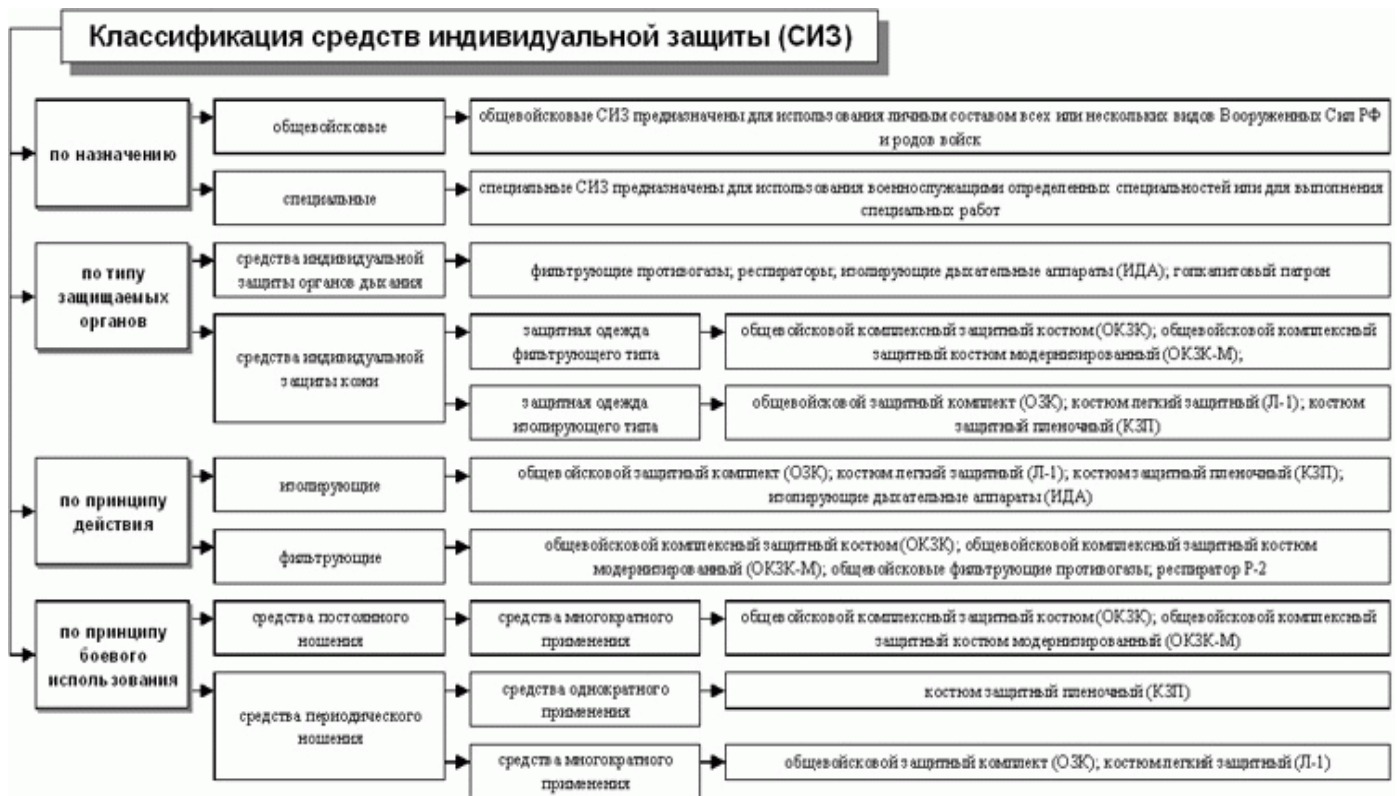 Классификация средств индивидуальной защиты (СИЗ)
по назначению
общевойсковые
общевойсковые СИЗ предназначены для использования личным составом всех или нескольких видов Вооруженных Сил РФ
и родов войск
специальные
специальные СИЗ предназначены для использования военнослужащими определенных специальностей или для выполнения
специальных работ
по типу
защищаемых
органов
средства индивидуальной
защиты органов дыхания
фильтрующие противогазы; респираторы; изолирующие дыхательные аппараты (ИДА); гопкалитовый патрон
средства индивидуальной
защиты кожи
защитная одежда
фильтрующего типа
общевойсковой комплексный защитный костюм (ОКЗК); общевойсковой комплексный
защитный костюм модернизированный (ОКЗК-М);
защитная одежда
изолирующего типа
общевойсковой защитный комплект (ОЗК); костюм легкий защитный (Л-1); костюм
защитный пленочный (КЗП)
по принципу
действия
изолирующие
общевойсковой защитный комплект (ОЗК); костюм легкий защитный (Л-1); костюм защитный пленочный (КЗП);
изолирующие дыхательные аппараты (ИДА)
фильтрующие
общевойсковой комплексный защитный костюм (ОКЗК); общевойсковой комплексный защитный костюм
модернизированный (ОКЗК-М); общевойсковые фильтрующие противогазы; респиратор Р-2
по принципу
боевого
использования
средства постоянного
ношения
средства многократного
применения
общевойсковой комплексный защитный костюм (ОКЗК); общевойсковой комплексный
защитный костюм модернизированный (ОКЗК-М)
средства периодического
ношения
средства однократного
применения
костюм защитный пленочный (КЗП)
средства многократного
применения
общевойсковой защитный комплект (ОЗК); костюм легкий защитный (Л-1)